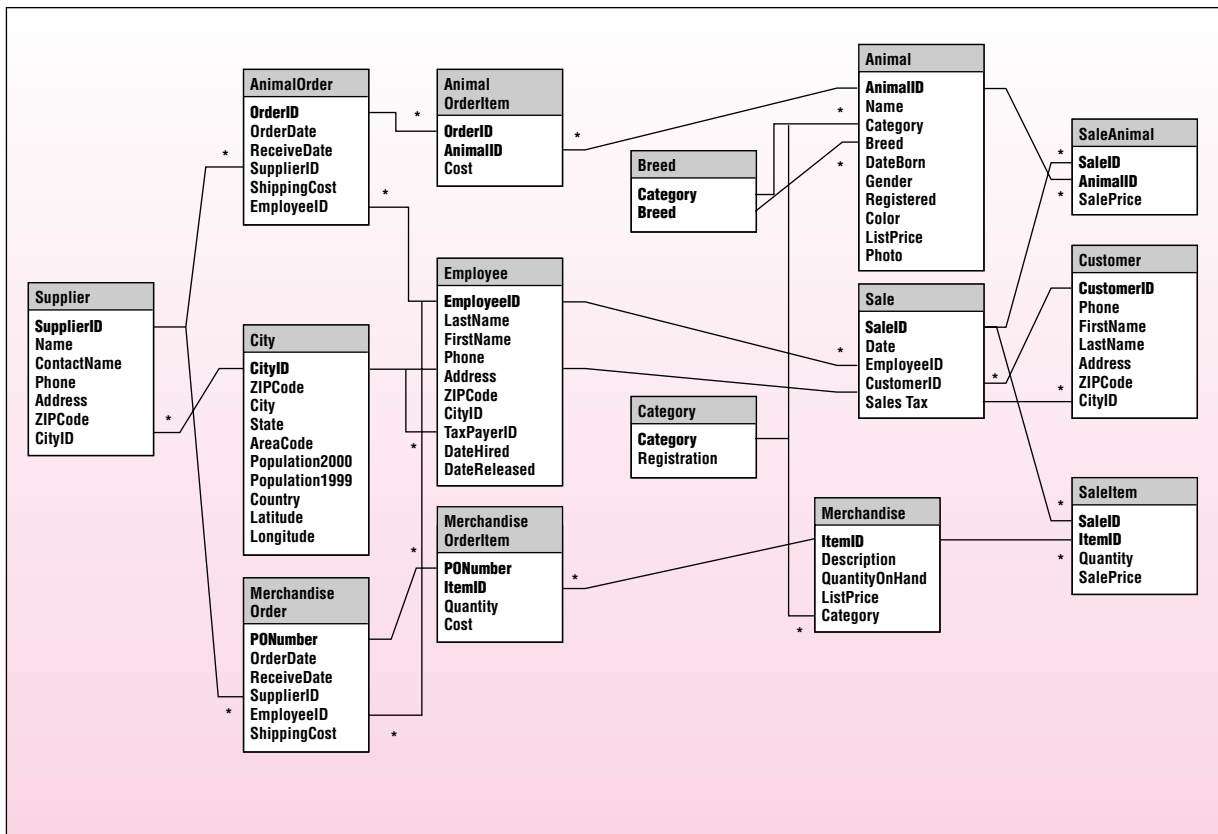 AnimalOrder
OrderID
OrderDate
ReceiveDate
SupplierID
ShippingCost
EmployeeID
Animal
OrderItem
OrderID
AnimalID
Cost
Breed
Category
Breed
Animal
AnimalID
Name
Category
Breed
DateBorn
Gender
Registered
Color
ListPrice
Photo
SaleAnimal
SaleID
AnimalID
SalePrice
Supplier
SupplierID
Name
ContactName
Phone
Address
ZIPCode
CityID
City
CityID
ZIPCode
City
State
AreaCode
Population2000
Population1999
Country
Latitude
Longitude
Employee
EmployeeID
LastName
FirstName
Phone
Address
ZIPCode
CityID
TaxPayerID
DateHired
DateReleased
Category
Category
Registration
Sale
SaleID
Date
EmployeeID
CustomerID
Sales Tax
Customer
CustomerID
Phone
FirstName
LastName
Address
ZIPCode
CityID
Merchandise
Order
PONumber
OrderDate
ReceiveDate
SupplierID
EmployeeID
ShippingCost
Merchandise
OrderItem
PONumber
ItemID
Quantity
Cost
Merchandise
ItemID
Description
QuantityOnHand
ListPrice
Category
SaleItem
SaleID
ItemID
Quantity
SalePrice